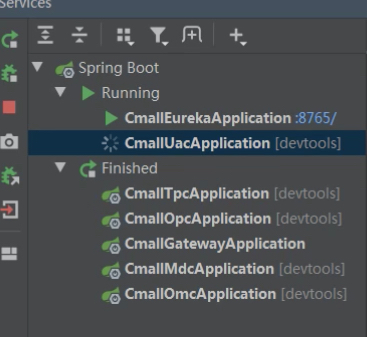 Services
Spring Boot
Running
CmallEurekaApplication :8765/
CmallUacApplication [devtools]
Finished
CmallTpcApplication [devtools]
CmallOpcApplication [devtools]
CmallGatewayApplication
CmallMdcApplication [devtools]
CmallOmcApplication [devtools]